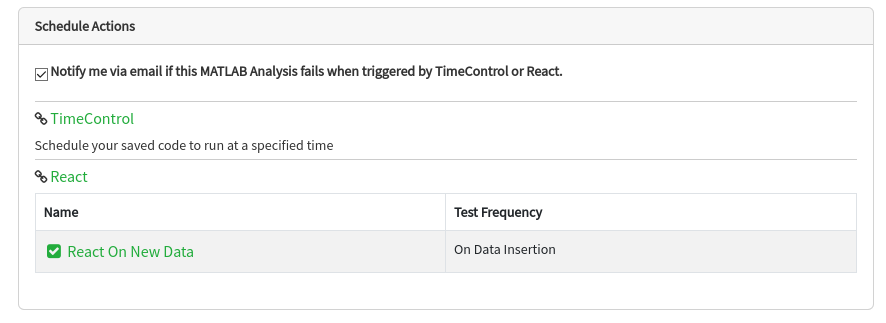 Schedule Actions
Notify me via email if this MATLAB Analysis fails when triggered by TimeControl or React.
TimeControl
Schedule your saved code to run at a specified time
React
Name Test Frequency
React On New Data On Data Insertion